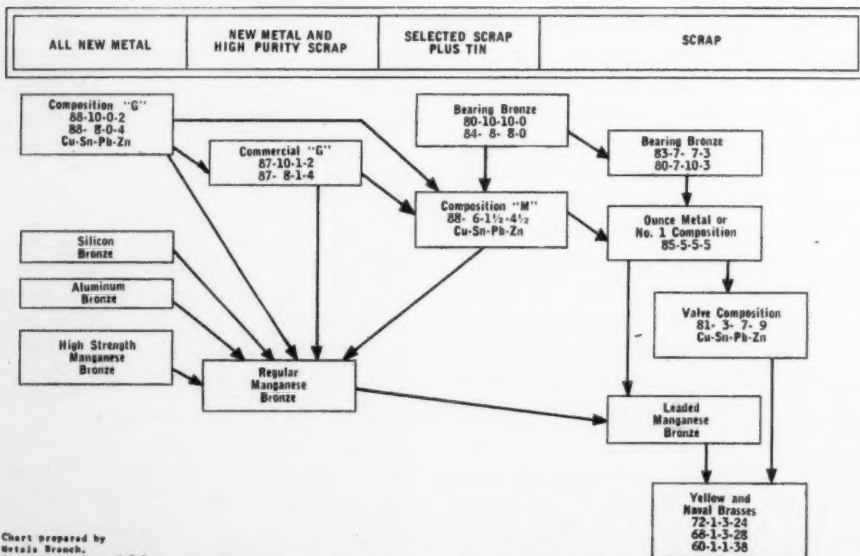 ALL NEW METAL
NEW METAL AND
HIGH PURITY SCRAP
SELECTED SCRAP
PLUS TIN
SCRAP
Composition "G"
88-10-0-2
88- 8-0-4
Cu-Sn-Pb-Zn
Commercial "G"
87-10-1-2
87- 8-1-4
Bearing Bronze
80-10-10-0
84- 8- 8-0
Bearing Bronze
83-7- 7-3
80-7-10-3
Composition "M"
88- 6-1½-4½
Cu-Sn-Pb-Zn
Ounce Metal or
No. 1 Composition
85-5-5-5
Silicon
Bronze
Aluminum
Bronze
High Strength
Manganese
Bronze
Valve Composition
81- 3- 7- 9
Cu-Sn-Pb-Zn
Regular
Manganese
Bronze
Leaded
Manganese
Bronze
Yellow and
Naval Brasses
72-1-3-24
68-1-3-28
60-1-1-38
Chart prepared by
Metals Branch,